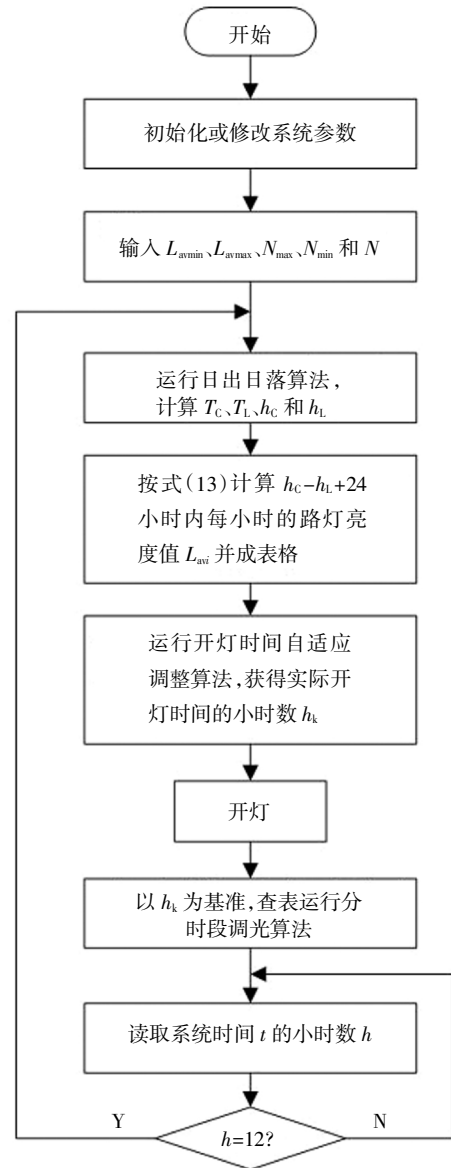 开始
初始化或修改系统参数
输入 Lavmin、Lavmax、Nmax、Nmin 和 N
运行日出日落算法,
计算 TC、TL、hC 和 hL
按式(13)计算 hC-hL+24
小时内每小时的路灯亮
度值 Lavi 并成表格
运行开灯时间自适应
调整算法,获得实际开
灯时间的小时数 hk
开灯
以 hk 为基准,查表运行分
时段调光算法
读取系统时间 t 的小时数 h
Y
h=12?
N